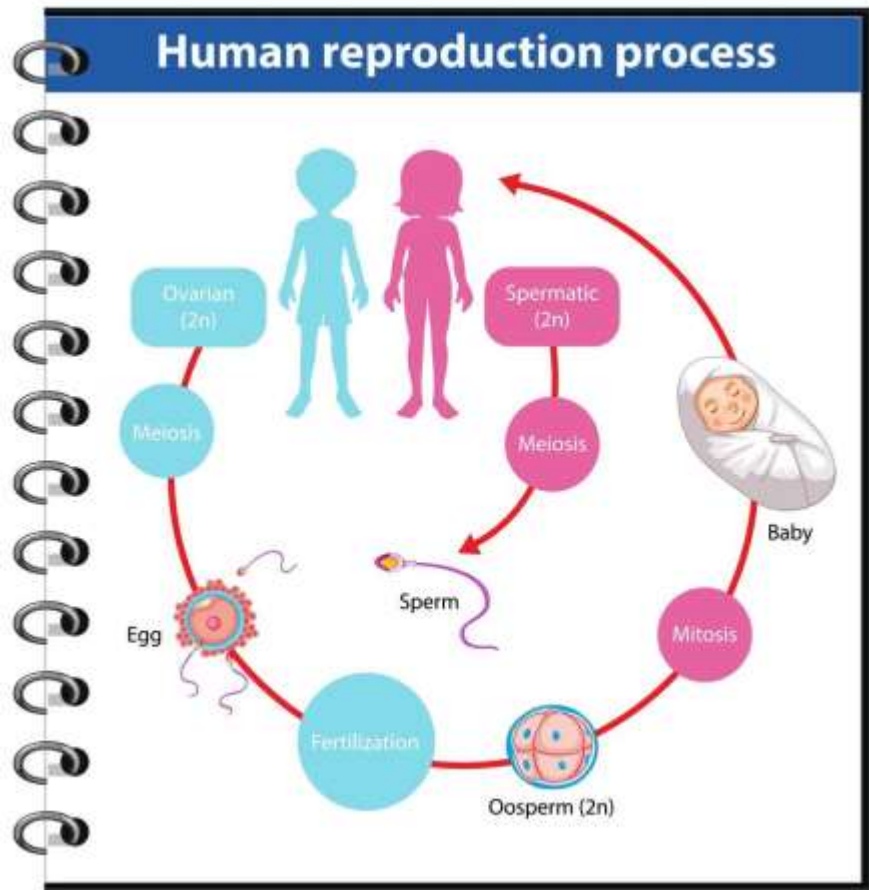 Human reproduction process
Ovarian
(2n)
Spermatic
(2n)
Meiosis
Meiosis
Baby
Sperm
Egg
Mitosis
Fertilization
Oosperm (2n)